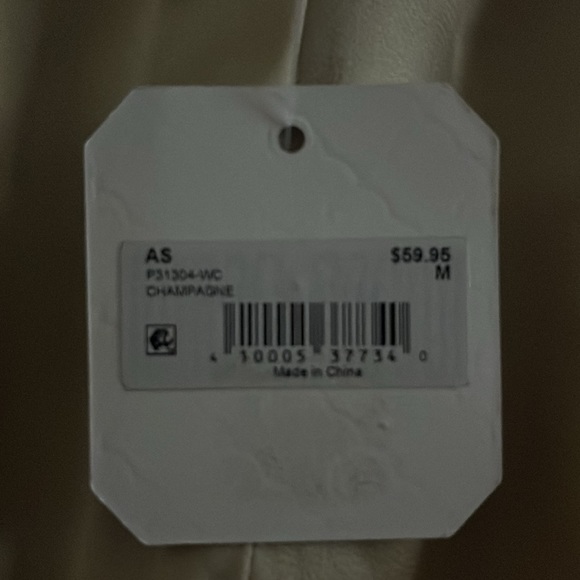 AS $59.95
P31304-WC M
CHAMPAGNE
4 10005 37734 0
Made in China